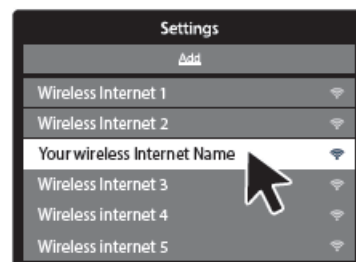 Settings
Add
Wireless Internet 1
Wireless Internet 2
Your wireless Internet Name
Wireless Internet 3
Wireless internet 4
Wireless internet 5